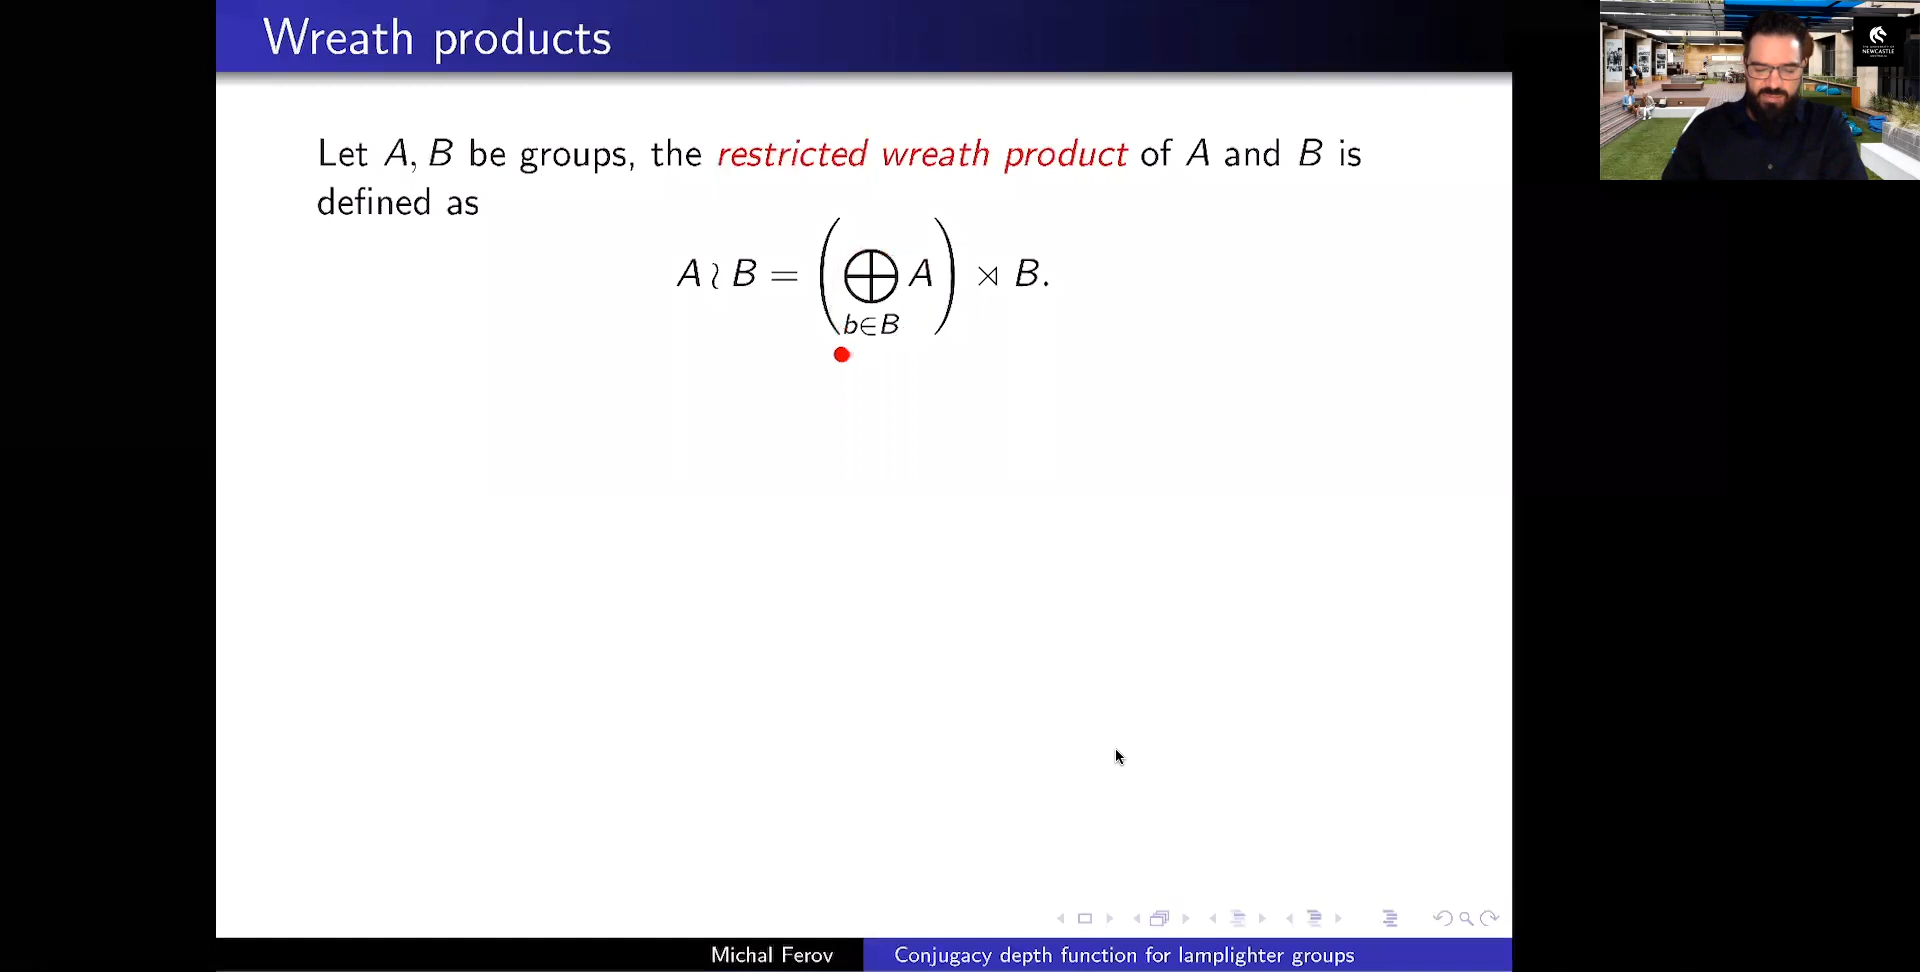 Wreath products
Let A, B be groups, the restricted wreath product of A and B is
defined as
A ≀ B = (⊕ A) ⋊ B.
b∈B
Michal Ferov
Conjugacy depth function for lamplighter groups
NEWCASTLE